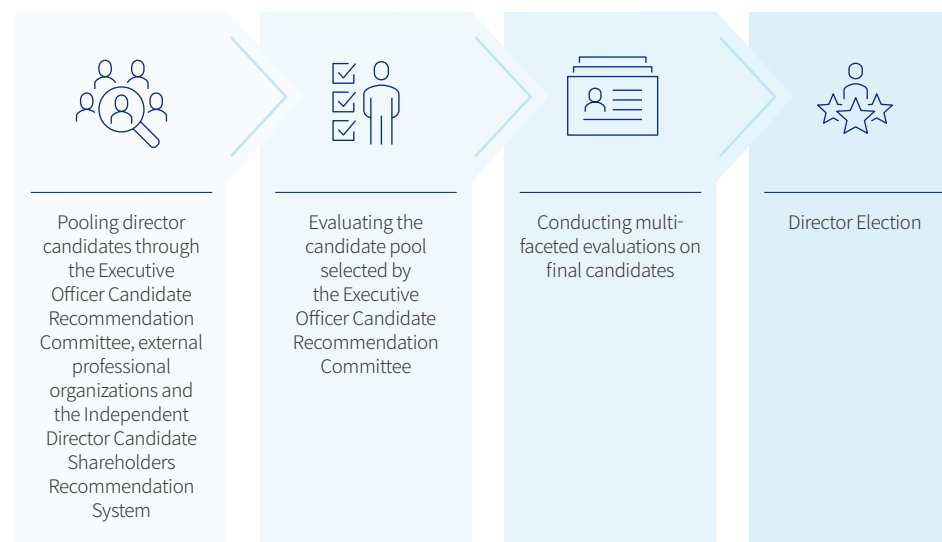 Pooling director
candidates through
the Executive
Officer Candidate
Recommendation
Committee, external
professional
organizations and
the Independent
Director Candidate
Shareholders
Recommendation
System
Evaluating the
candidate pool
selected by
the Executive
Officer Candidate
Recommendation
Committee
Conducting multi-
faceted evaluations on
final candidates
Director Election